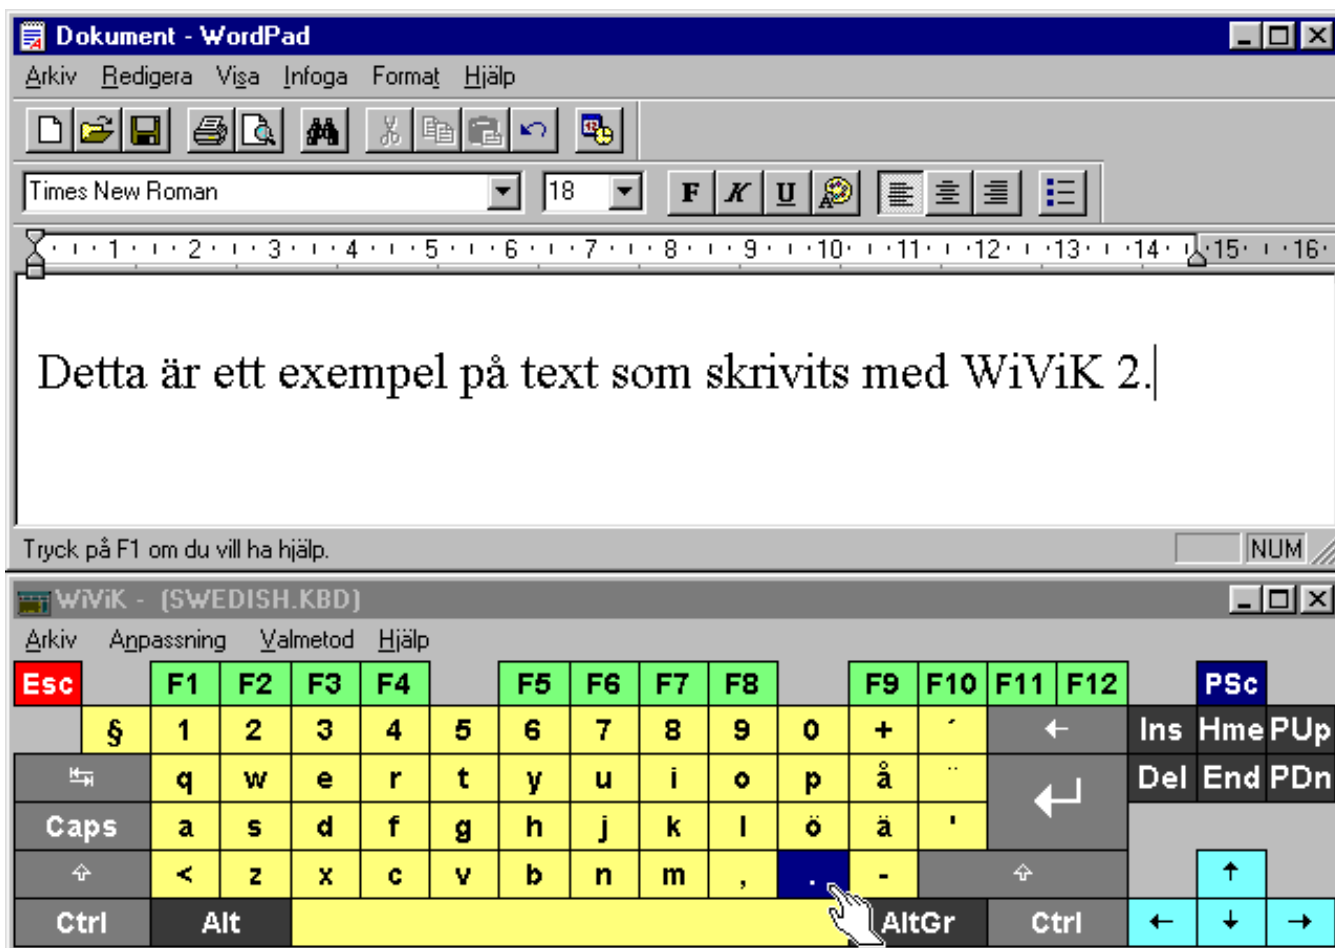 Dokument - WordPad
Arkiv Redigera Visa Infoga Format Hjälp
Times New Roman 18 F K U
1 2 3 4 5 6 7 8 9 10 11 12 13 14 15 16
Detta är ett exempel på text som skrivits med WiViK 2.
Tryck på F1 om du vill ha hjälp. NUM
WiViK - (SWEDISH.KBD)
Arkiv Anpassning Valmetod Hjälp
Esc F1 F2 F3 F4 F5 F6 F7 F8 F9 F10 F11 F12 PSc
§ 1 2 3 4 5 6 7 8 9 0 + ´ ← Ins Hme PUp
q w e r t y u i o p å ¨ Del End PDn
Caps a s d f g h j k l ö ä '
< z x c v b n m , . - ↑
Ctrl Alt AltGr Ctrl ← ↓ →